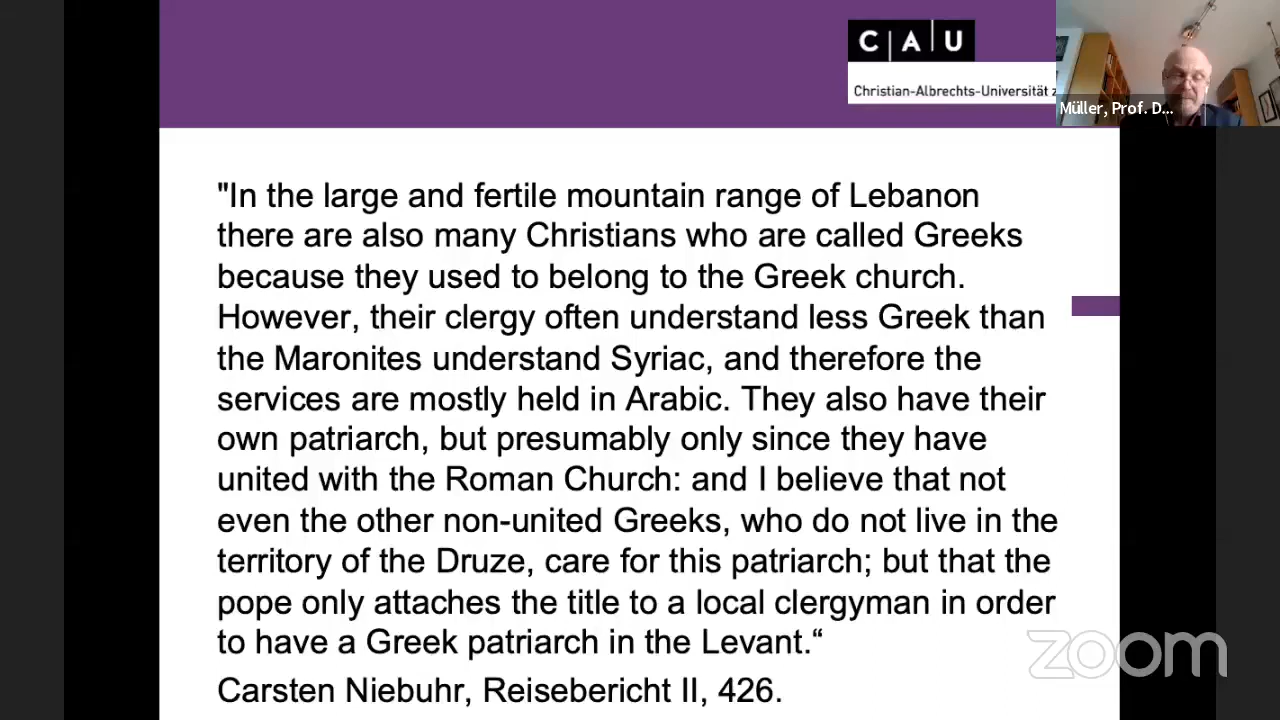 C A U
Christian-Albrechts-Universität z
Müller, Prof. D...
"In the large and fertile mountain range of Lebanon
there are also many Christians who are called Greeks
because they used to belong to the Greek church.
However, their clergy often understand less Greek than
the Maronites understand Syriac, and therefore the
services are mostly held in Arabic. They also have their
own patriarch, but presumably only since they have
united with the Roman Church: and I believe that not
even the other non-united Greeks, who do not live in the
territory of the Druze, care for this patriarch; but that the
pope only attaches the title to a local clergyman in order
to have a Greek patriarch in the Levant.“
Carsten Niebuhr, Reisebericht II, 426.
zoom